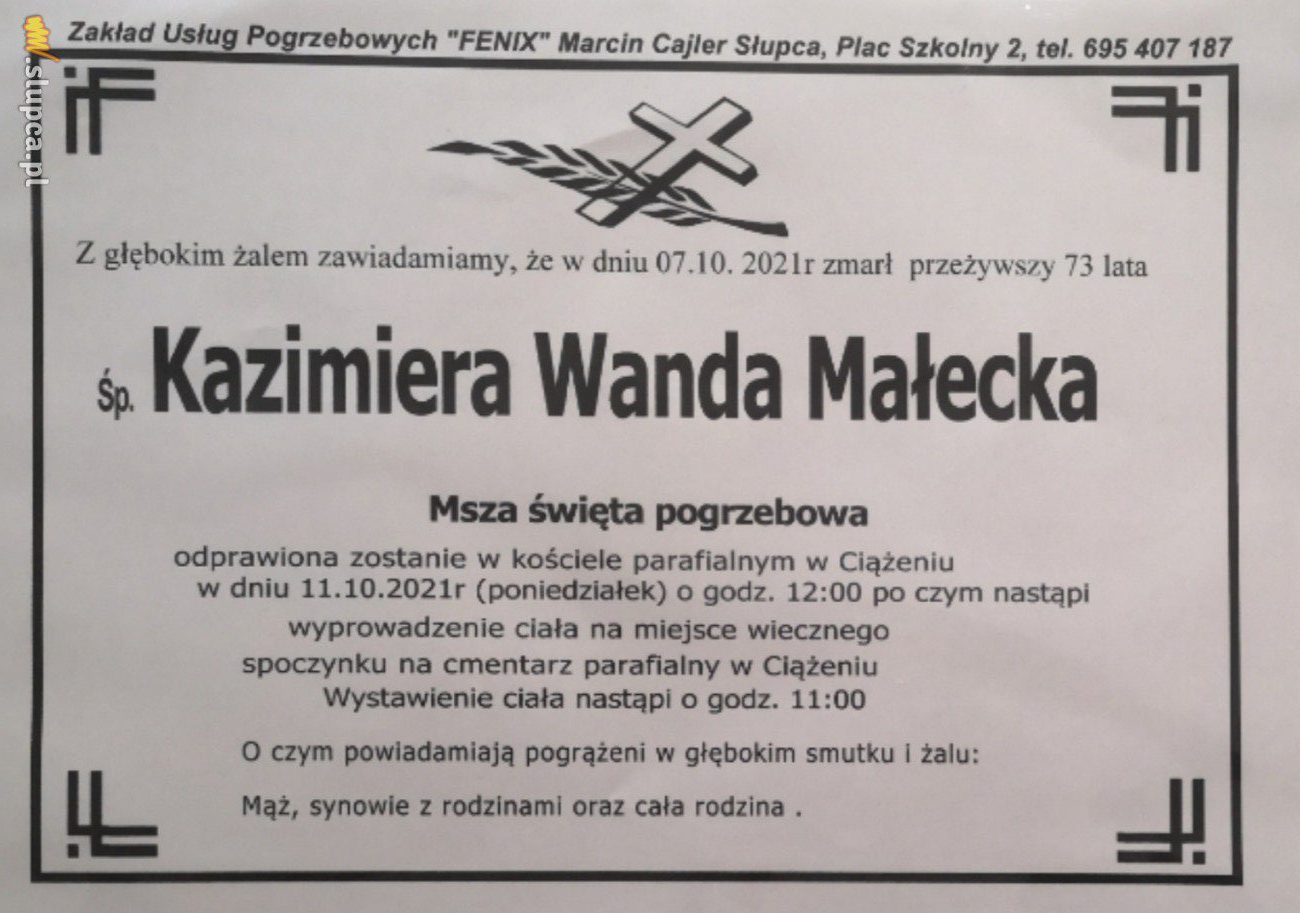 Zakład Usług Pogrzebowych "FENIX" Marcin Cajler Słupca, Plac Szkolny 2, tel. 695 407 187
.slupca.pl
Z głębokim żalem zawiadamiamy, że w dniu 07.10. 2021r zmarł przeżywszy 73 lata
Śp. Kazimiera Wanda Małecka
Msza święta pogrzebowa
odprawiona zostanie w kościele parafialnym w Ciążeniu
w dniu 11.10.2021r (poniedziałek) o godz. 12:00 po czym nastąpi
wyprowadzenie ciała na miejsce wiecznego
spoczynku na cmentarz parafialny w Ciążeniu
Wystawienie ciała nastąpi o godz. 11:00
O czym powiadamiają pogrążeni w głębokim smutku i żalu:
Mąż, synowie z rodzinami oraz cała rodzina .